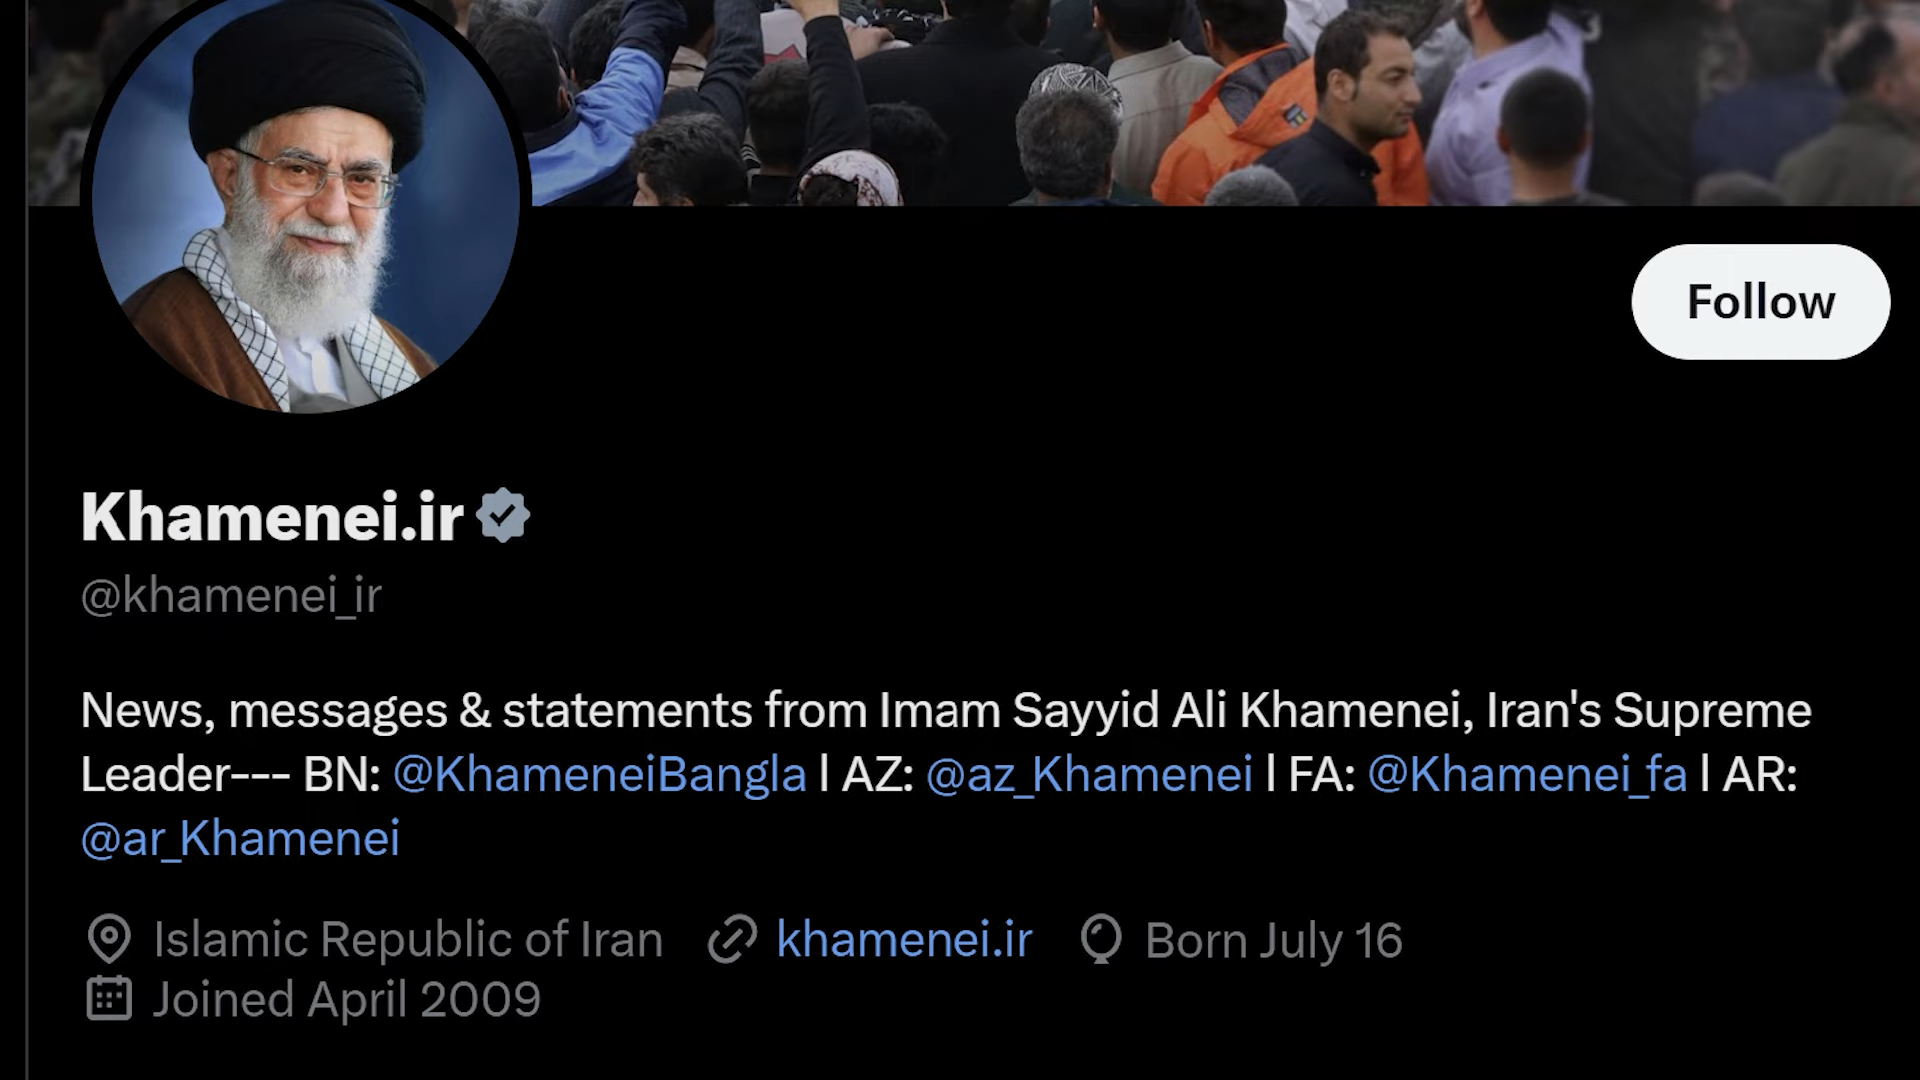 Follow
Khamenei.ir
@khamenei_ir
News, messages & statements from Imam Sayyid Ali Khamenei, Iran's Supreme
Leader--- BN: @KhameneiBangla l AZ: @az_Khamenei l FA: @Khamenei_fa l AR:
@ar_Khamenei
Islamic Republic of Iran khamenei.ir Born July 16
Joined April 2009